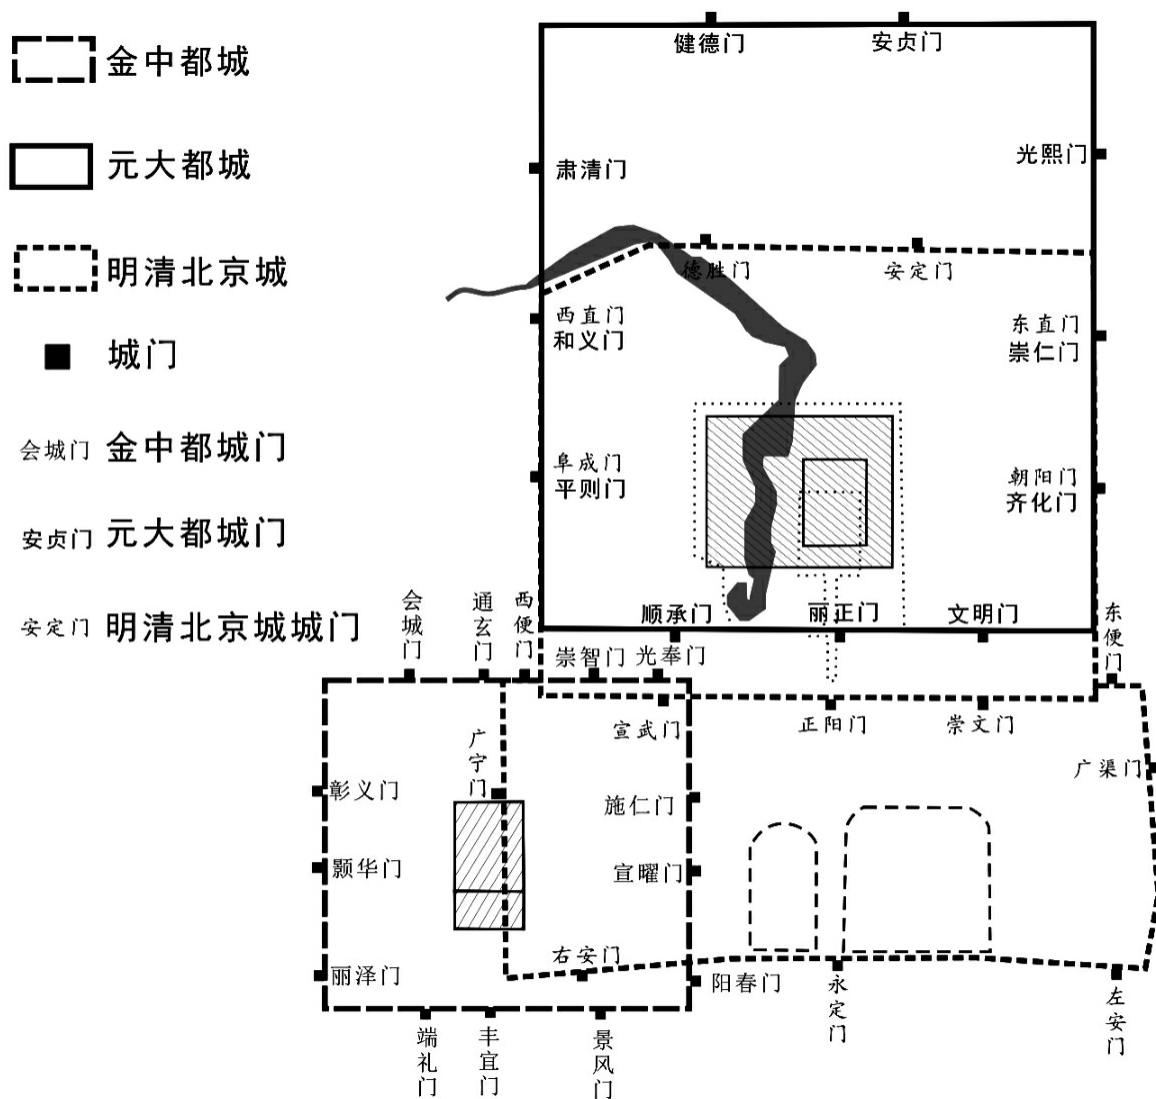 金中都城
元大都城
明清北京城
城门
会城门 金中都城门
安贞门 元大都城门
安定门 明清北京城城门
健德门
安贞门
肃清门
光熙门
德胜门
安定门
西直门
和义门
东直门
崇仁门
阜成门
平则门
朝阳门
齐化门
顺承门
丽正门
文明门
会城门
通玄门
西便门
东便门
崇智门
光奉门
宣武门
正阳门
崇文门
广宁门
广渠门
彰义门
施仁门
颢华门
宣曜门
丽泽门
右安门
阳春门
永定门
左安门
端礼门
丰宜门
景风门